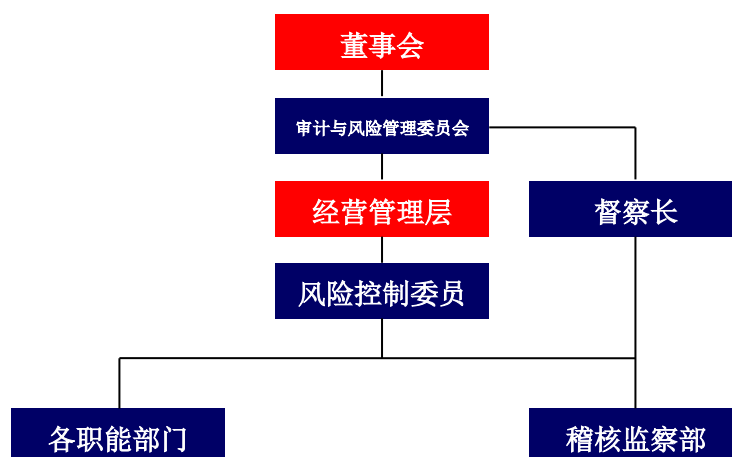 董事会
审计与风险管理委员会
经营管理层
督察长
风险控制委员
各职能部门
稽核监察部